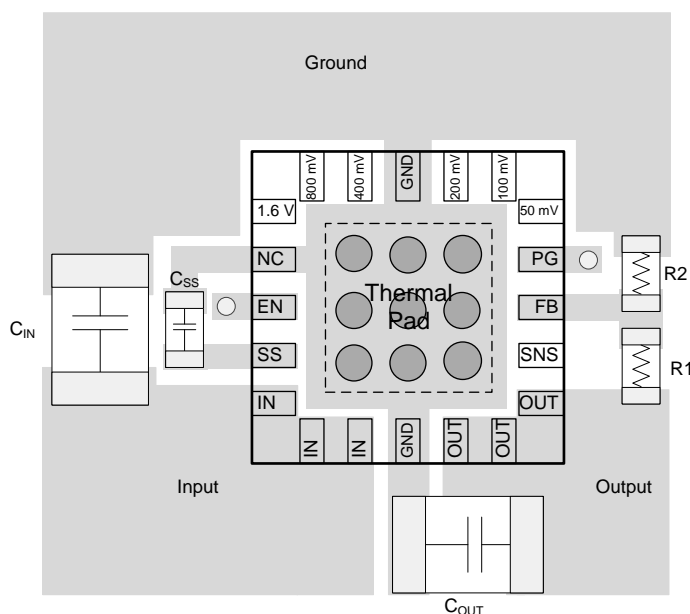 Ground
800 mV
400 mV
GND
200 mV
100 mV
1.6 V
50 mV
NC
PG
R2
CSS
EN
Thermal
Pad
FB
CIN
SS
SNS
R1
IN
OUT
IN
IN
GND
OUT
OUT
Input
Output
COUT